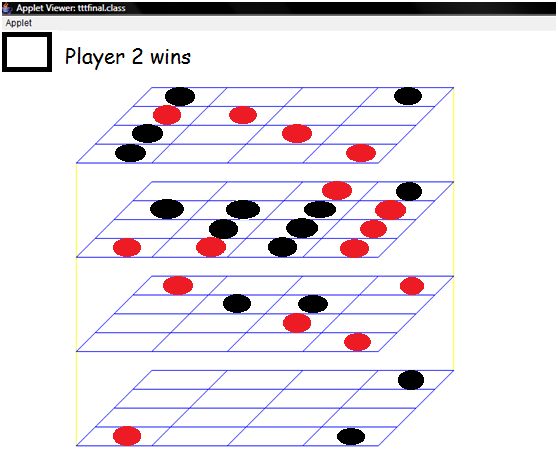 Applet Viewer: tttfinal.class
Applet
Player 2 wins